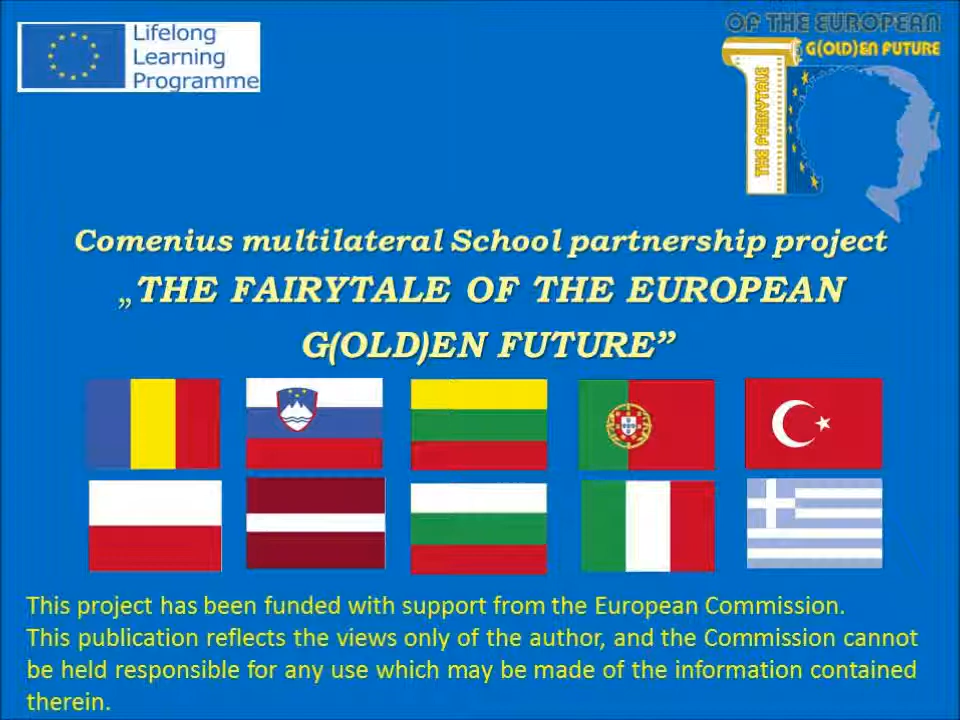 Lifelong
Learning
Programme
OF THE EUROPEAN
G(OLD)EN FUTURE
THE FAIRYTALE
Comenius multilateral School partnership project
„THE FAIRYTALE OF THE EUROPEAN
G(OLD)EN FUTURE”
This project has been funded with support from the European Commission.
This publication reflects the views only of the author, and the Commission cannot
be held responsible for any use which may be made of the information contained
therein.